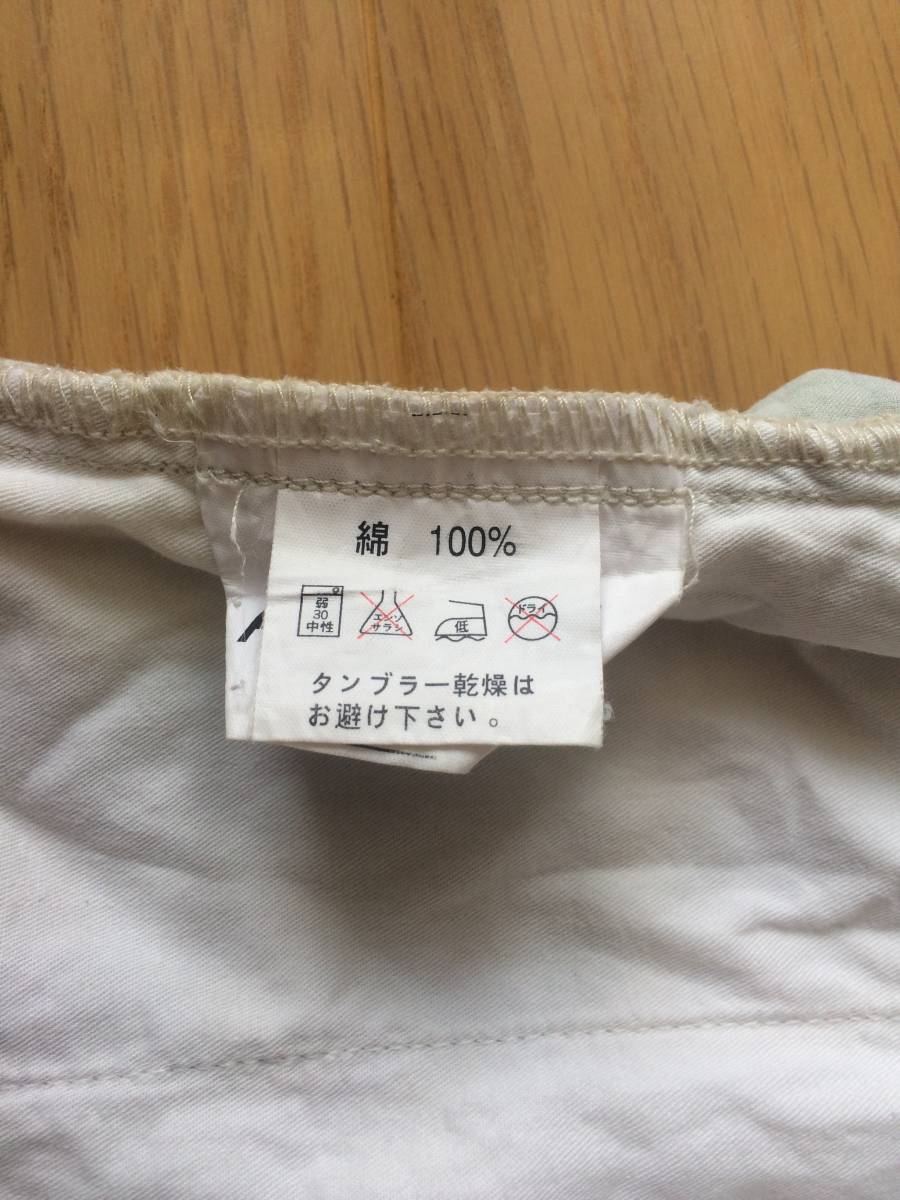 綿 100%
弱
30
中性
エンソ
サラシ
低
ドライ
タンブラー乾燥は
お避け下さい。